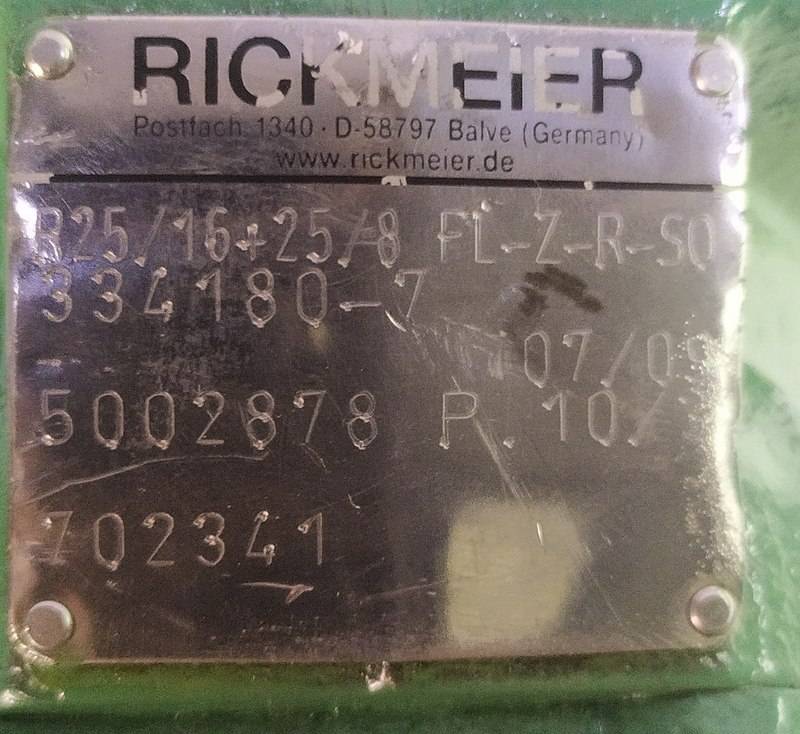 RICKMEIER
Postfach 1340 · D-58797 Balve (Germany)
www.rickmeier.de
R25/16+25/8 FL-Z-R-SO
334180-7
07/09
5002878 P. 10/
702341